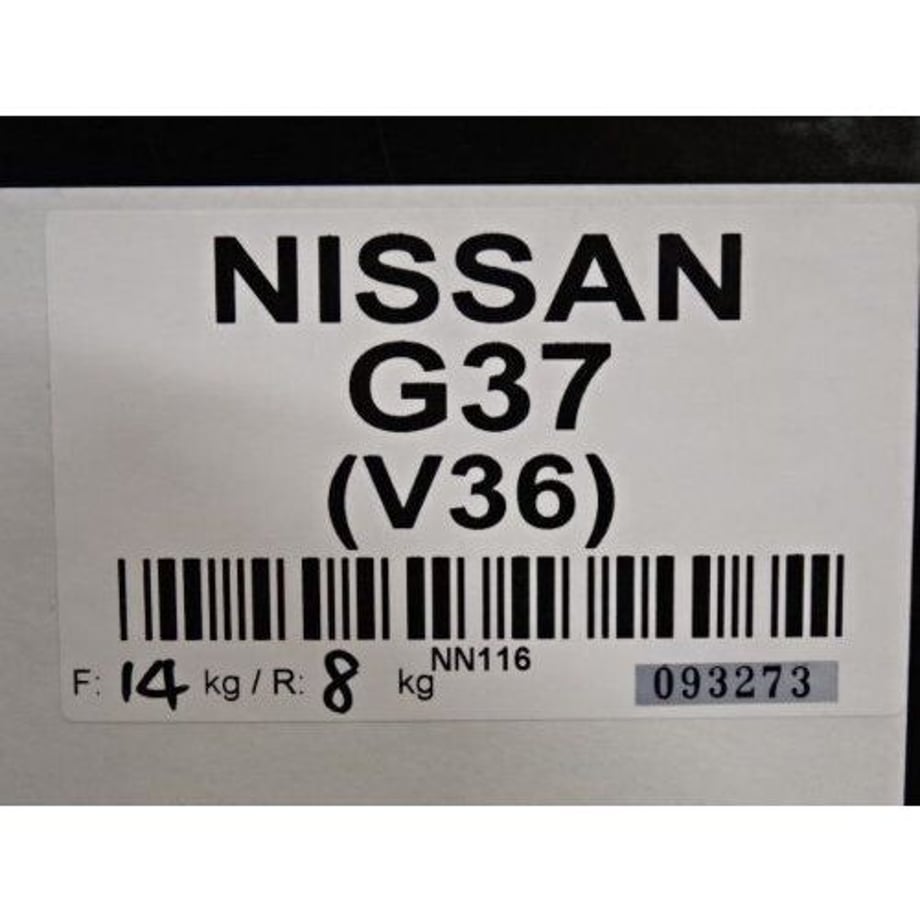 NISSAN
G37
(V36)
NN116
F: 14 kg / R: 8 kg
093273